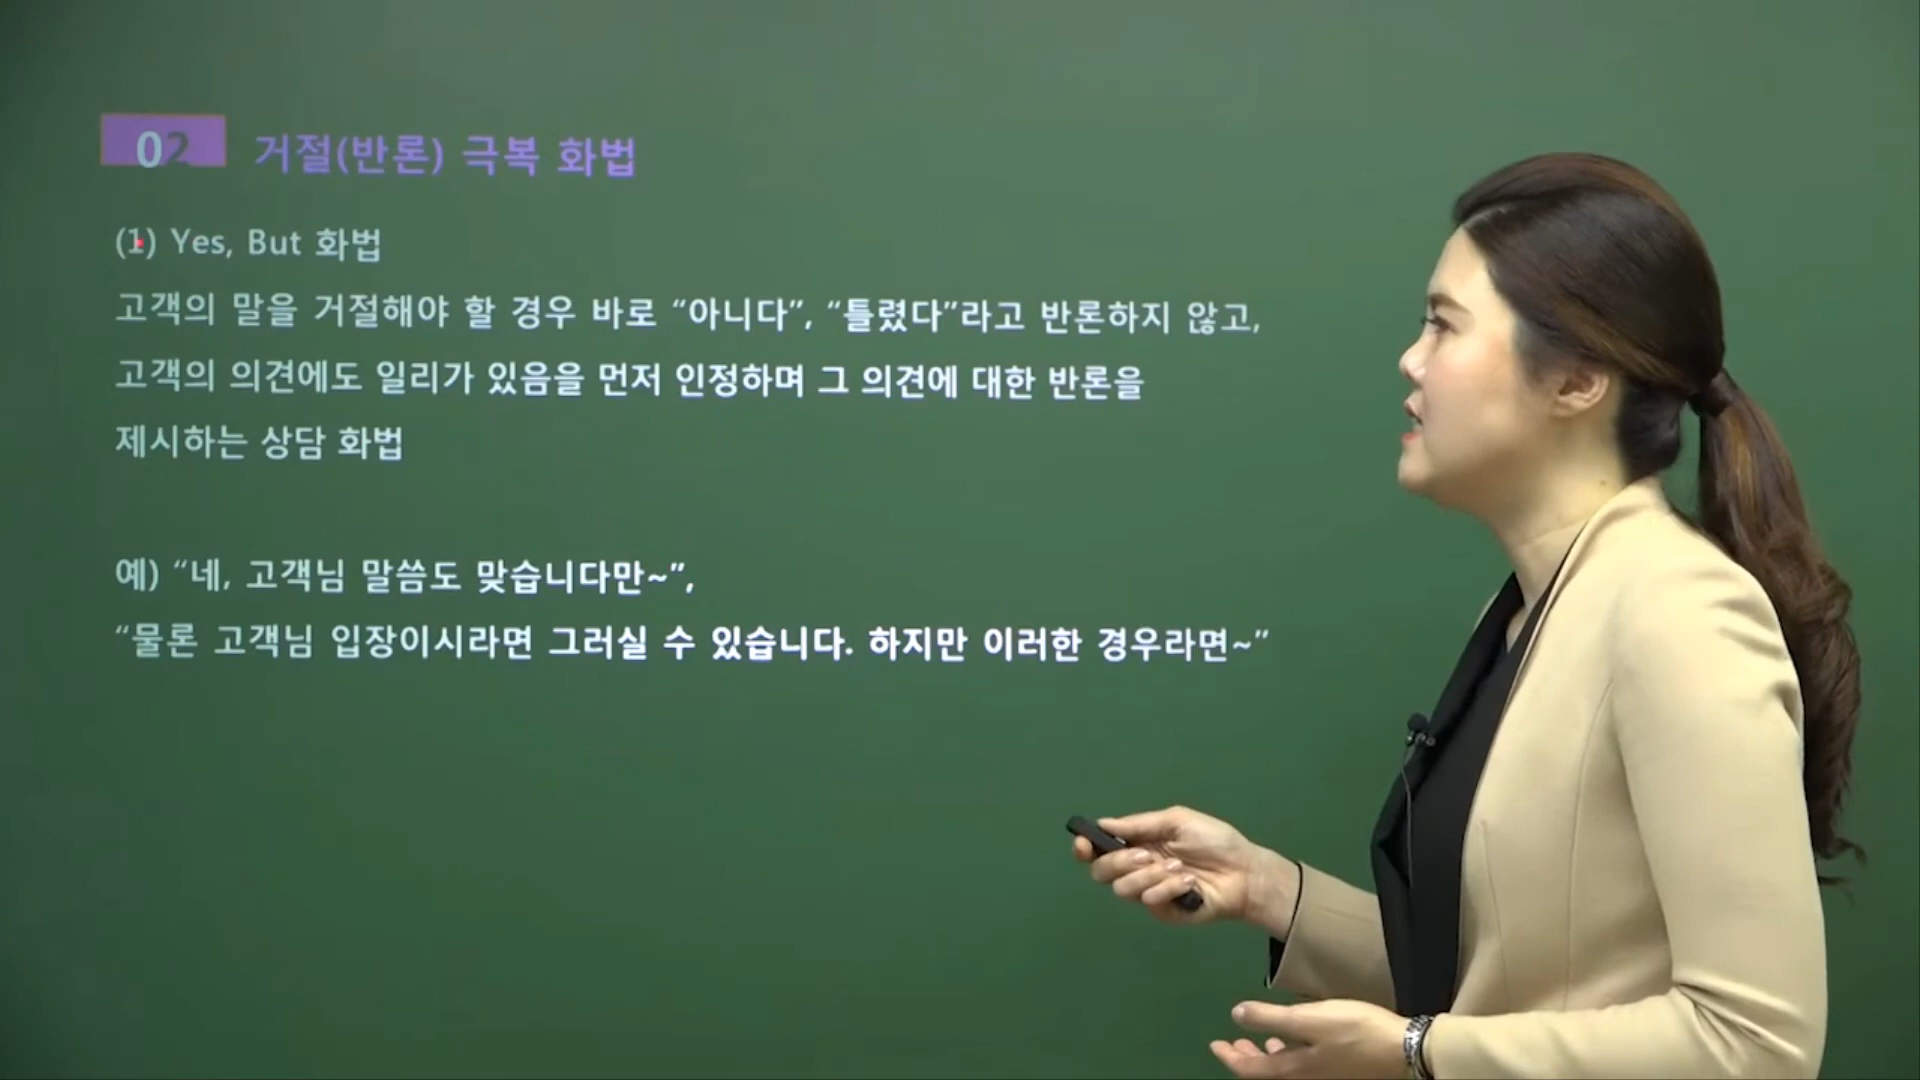 02 거절(반론) 극복 화법
(1) Yes, But 화법
고객의 말을 거절해야 할 경우 바로 “아니다”, “틀렸다”라고 반론하지 않고,
고객의 의견에도 일리가 있음을 먼저 인정하며 그 의견에 대한 반론을
제시하는 상담 화법
예) “네, 고객님 말씀도 맞습니다만~”,
“물론 고객님 입장이시라면 그러실 수 있습니다. 하지만 이러한 경우라면~”